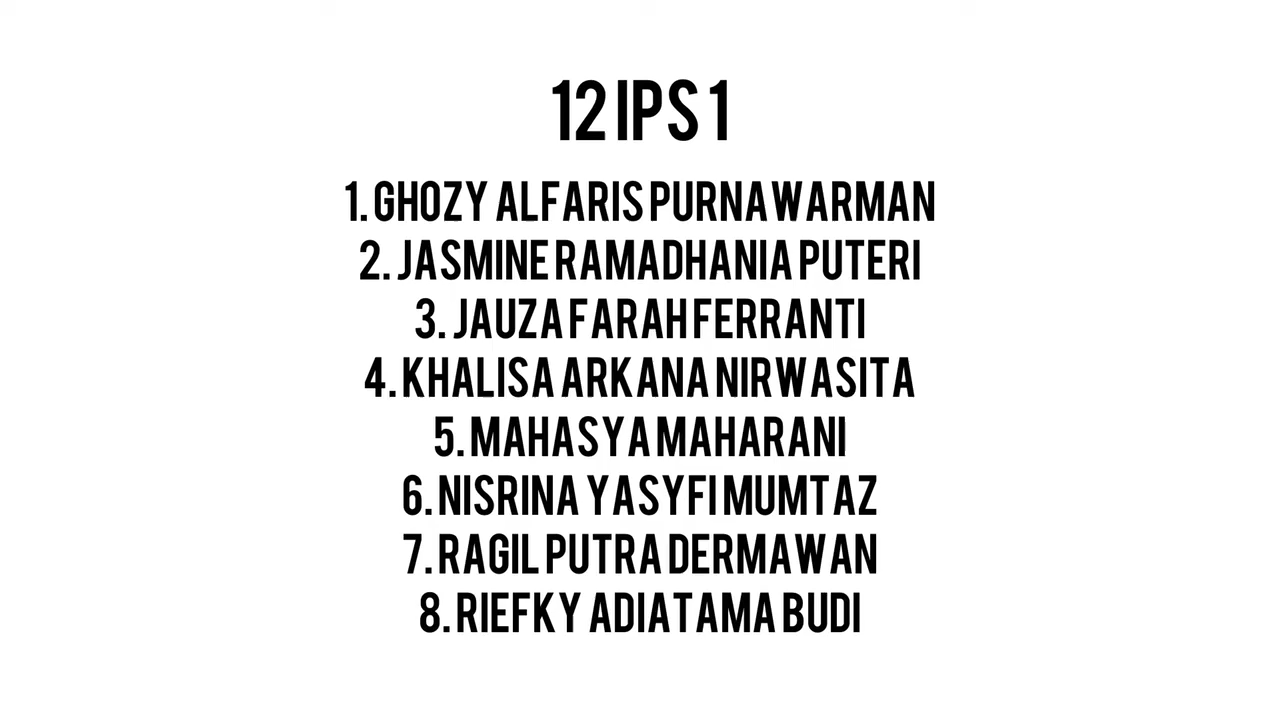 12 IPS 1
1. GHOZY ALFARIS PURNAWARMAN
2. JASMINE RAMADHANIA PUTERI
3. JAUZA FARAH FERRANTI
4. KHALISA ARKANA NIRWASITA
5. MAHASYA MAHARANI
6. NISRINA YASYFI MUMTAZ
7. RAGIL PUTRA DERMAWAN
8. RIEFKY ADIATAMA BUDI